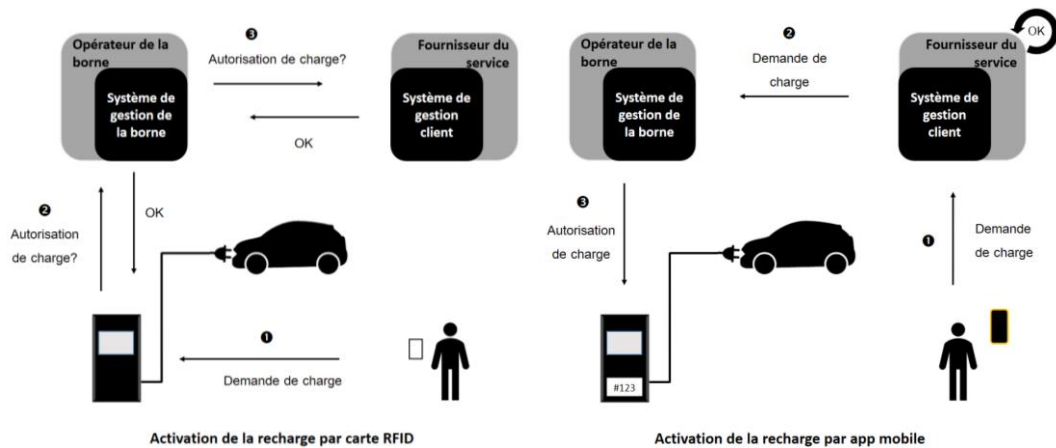 ❸
Opérateur de la
borne
Autorisation de charge?
Fournisseur du
service
Système de
gestion de
la borne
Système de
gestion
client
OK
❷
Autorisation
de charge?
OK
❶
Demande de charge
Activation de la recharge par carte RFID
OK
Opérateur de la
borne
❷
Demande de
charge
Fournisseur du
service
Système de
gestion de
la borne
Système de
gestion
client
❸
Autorisation
de charge
❶
Demande
de charge
#123
Activation de la recharge par app mobile